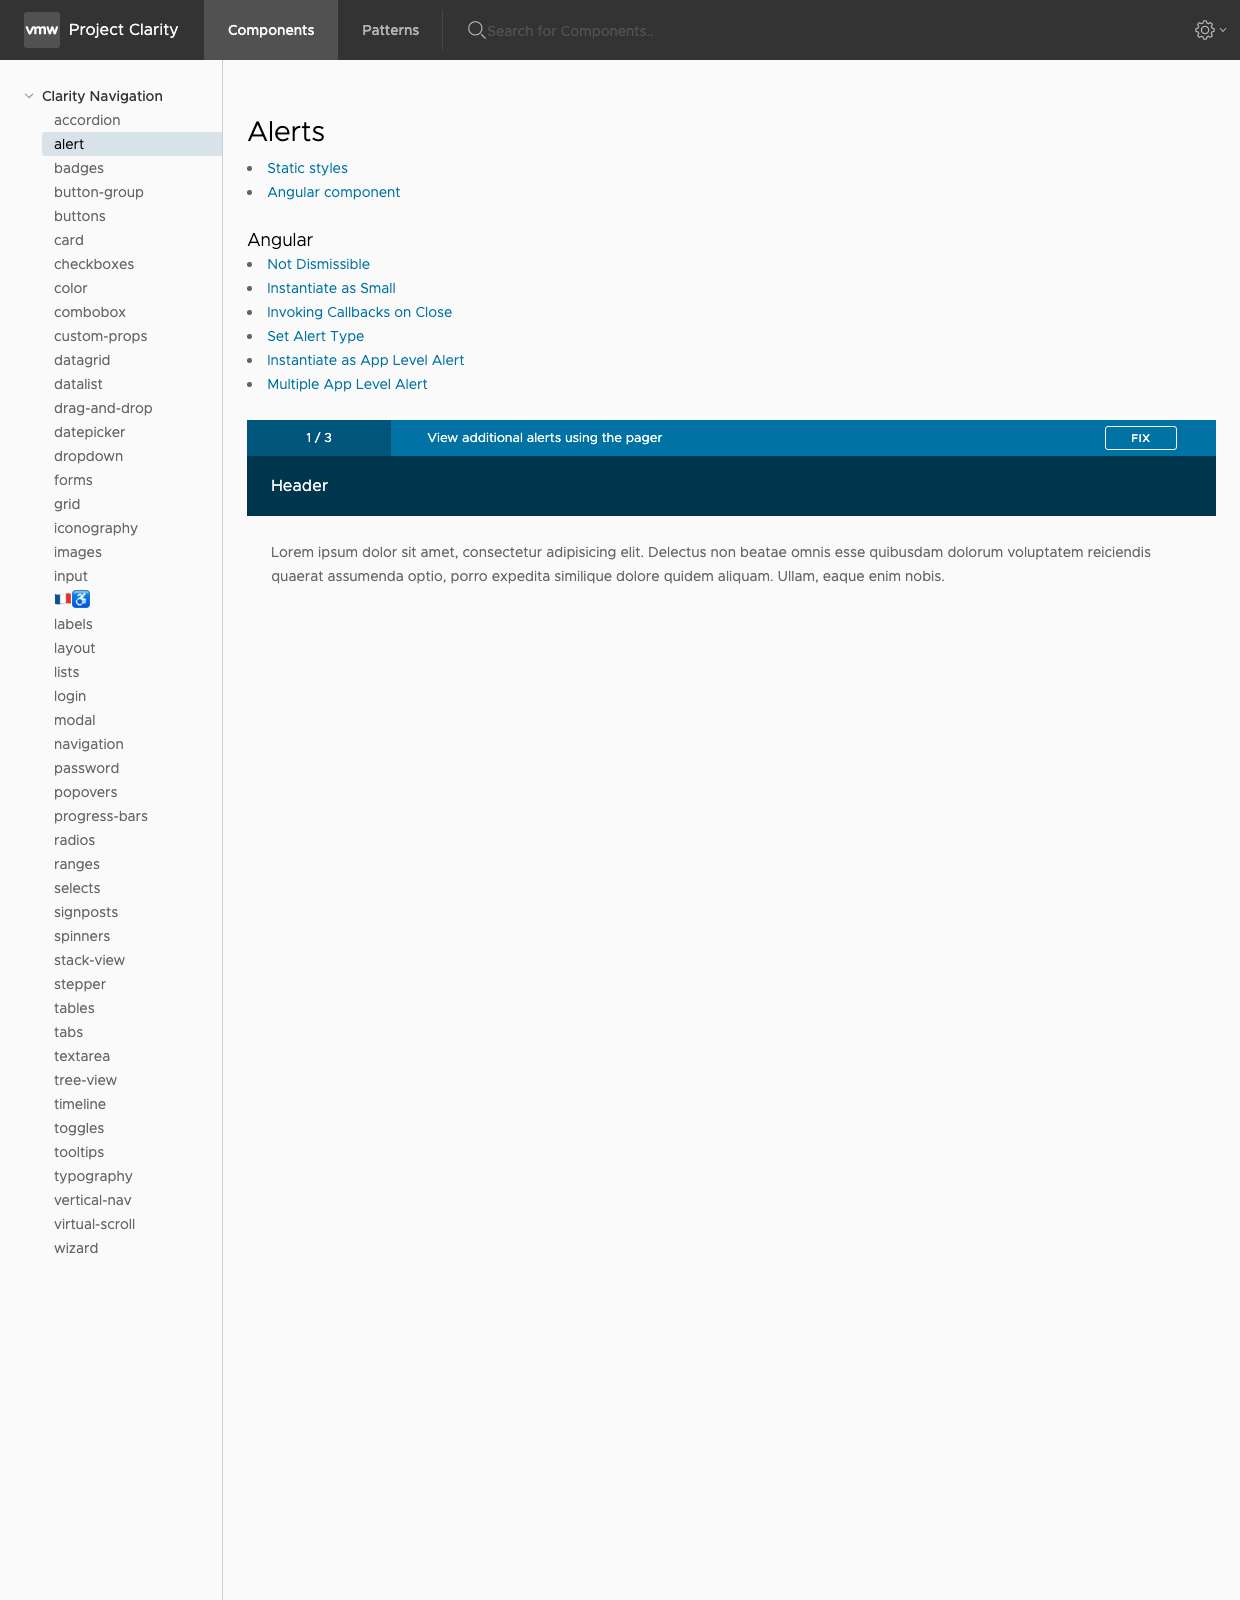 vmw Project Clarity Components Patterns Search for Components..
Clarity Navigation
accordion
alert
badges
button-group
buttons
card
checkboxes
color
combobox
custom-props
datagrid
datalist
drag-and-drop
datepicker
dropdown
forms
grid
iconography
images
input
🇫🇷♿
labels
layout
lists
login
modal
navigation
password
popovers
progress-bars
radios
ranges
selects
signposts
spinners
stack-view
stepper
tables
tabs
textarea
tree-view
timeline
toggles
tooltips
typography
vertical-nav
virtual-scroll
wizard
Alerts
Static styles
Angular component
Angular
Not Dismissible
Instantiate as Small
Invoking Callbacks on Close
Set Alert Type
Instantiate as App Level Alert
Multiple App Level Alert
1 / 3 View additional alerts using the pager FIX
Header
Lorem ipsum dolor sit amet, consectetur adipisicing elit. Delectus non beatae omnis esse quibusdam dolorum voluptatem reiciendis
quaerat assumenda optio, porro expedita similique dolore quidem aliquam. Ullam, eaque enim nobis.